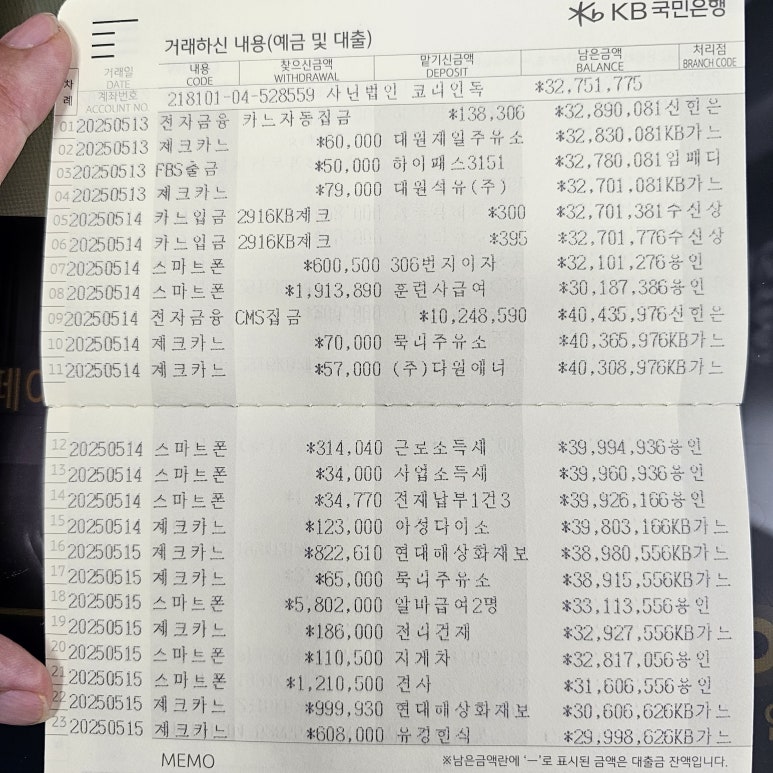 KB 국민은행
거래하신 내용(예금 및 대출)
차례 거래일 DATE 계좌번호 ACCOUNT NO. 내용 CODE 찾으신금액 WITHDRAWAL 맡기신금액 DEPOSIT 남은금액 BALANCE 처리점 BRANCH CODE
218101-04-528559 사단법인 코리안독 *32,751,775
01 20250513 전자금융 카드자동집금 *138,306 *32,890,081 신한은
02 20250513 체크카드 *60,000 대원제일주유소 *32,830,081 KB카드
03 20250513 FBS출금 *50,000 하이패스3151 *32,780,081 업패디
04 20250513 체크카드 *79,000 대원석유(주) *32,701,081 KB카드
05 20250514 카드입금 2916KB체크 *300 *32,701,381 수신상
06 20250514 카드입금 2916KB체크 *395 *32,701,776 수신상
07 20250514 스마트폰 *600,500 306번지이자 *32,101,276 용인
08 20250514 스마트폰 *1,913,890 훈련사급여 *30,187,386 용인
09 20250514 전자금융 CMS집금 *10,248,590 *40,435,976 신한은
10 20250514 체크카드 *70,000 묵리주유소 *40,365,976 KB카드
11 20250514 체크카드 *57,000 (주)다원에너 *40,308,976 KB카드
12 20250514 스마트폰 *314,040 근로소득세 *39,994,936 용인
13 20250514 스마트폰 *34,000 사업소득세 *39,960,936 용인
14 20250514 스마트폰 *34,770 전재납부1건3 *39,926,166 용인
15 20250514 체크카드 *123,000 아성다이소 *39,803,166 KB카드
16 20250515 체크카드 *822,610 현대해상화재보 *38,980,556 KB카드
17 20250515 체크카드 *65,000 묵리주유소 *38,915,556 KB카드
18 20250515 스마트폰 *5,802,000 알바급여2명 *33,113,556 용인
19 20250515 체크카드 *186,000 전리건재 *32,927,556 KB카드
20 20250515 스마트폰 *110,500 지게차 *32,817,056 용인
21 20250515 스마트폰 *1,210,500 견사 *31,606,556 용인
22 20250515 체크카드 *999,930 현대해상화재보 *30,606,626 KB카드
23 20250515 체크카드 *608,000 유경한식 *29,998,626 KB카드
MEMO
※남은금액란에 '—'로 표시된 금액은 대출금 잔액입니다.